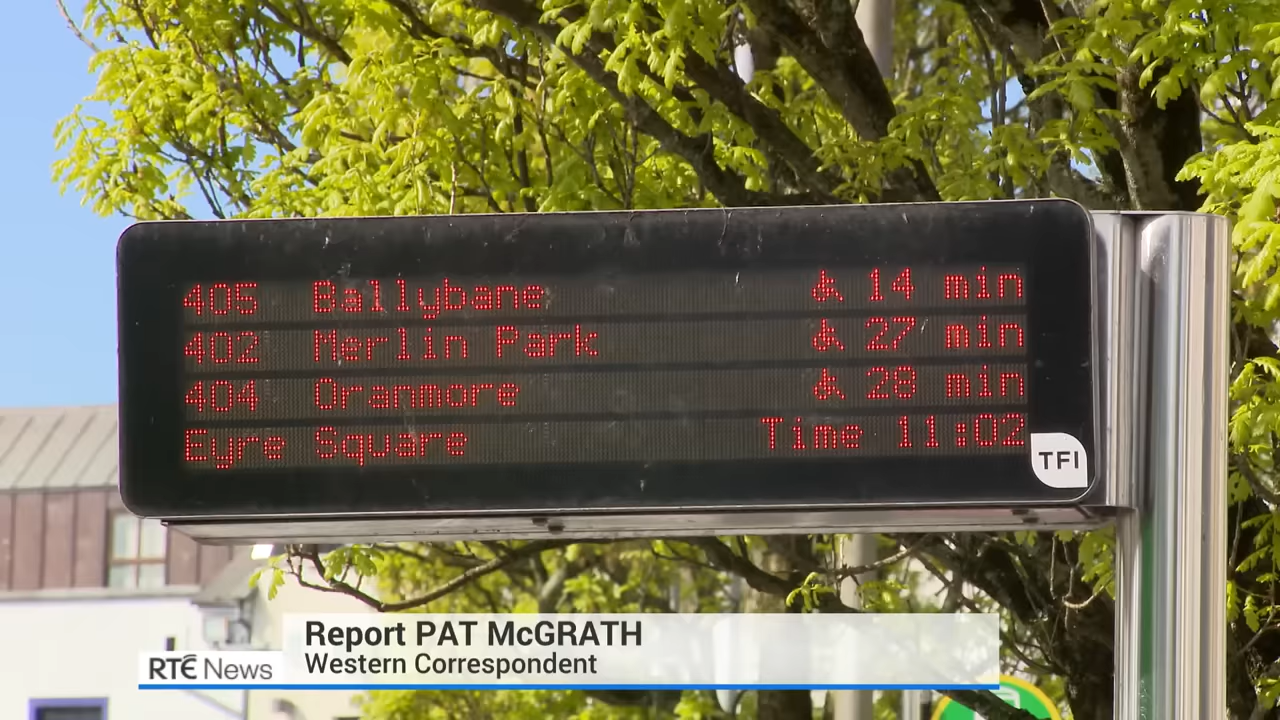 405 Ballybane 14 min
402 Merlin Park 27 min
404 Oranmore 28 min
Eyre Square Time 11:02
TFI
Report PAT McGRATH
Western Correspondent
RTÉ News